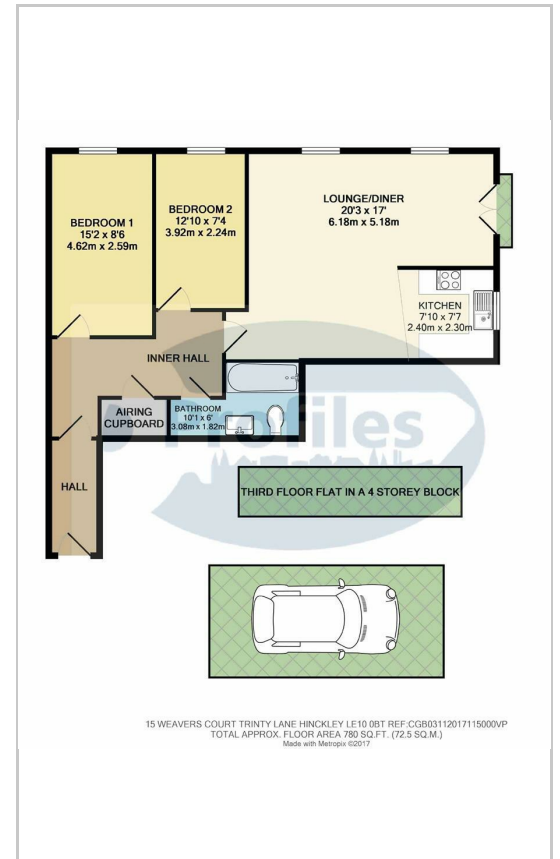 BEDROOM 1
15'2 x 8'6
4.62m x 2.59m
BEDROOM 2
12'10 x 7'4
3.92m x 2.24m
LOUNGE/DINER
20'3 x 17'
6.18m x 5.18m
KITCHEN
7'10 x 7'7
2.40m x 2.30m
INNER HALL
AIRING
CUPBOARD
BATHROOM
10'1 x 6'
3.08m x 1.82m
Profiles
HALL
THIRD FLOOR FLAT IN A 4 STOREY BLOCK
15 WEAVERS COURT TRINTY LANE HINCKLEY LE10 0BT REF:CGB03112017115000VP
TOTAL APPROX. FLOOR AREA 780 SQ.FT. (72.5 SQ.M.)
Made with Metropix ©2017